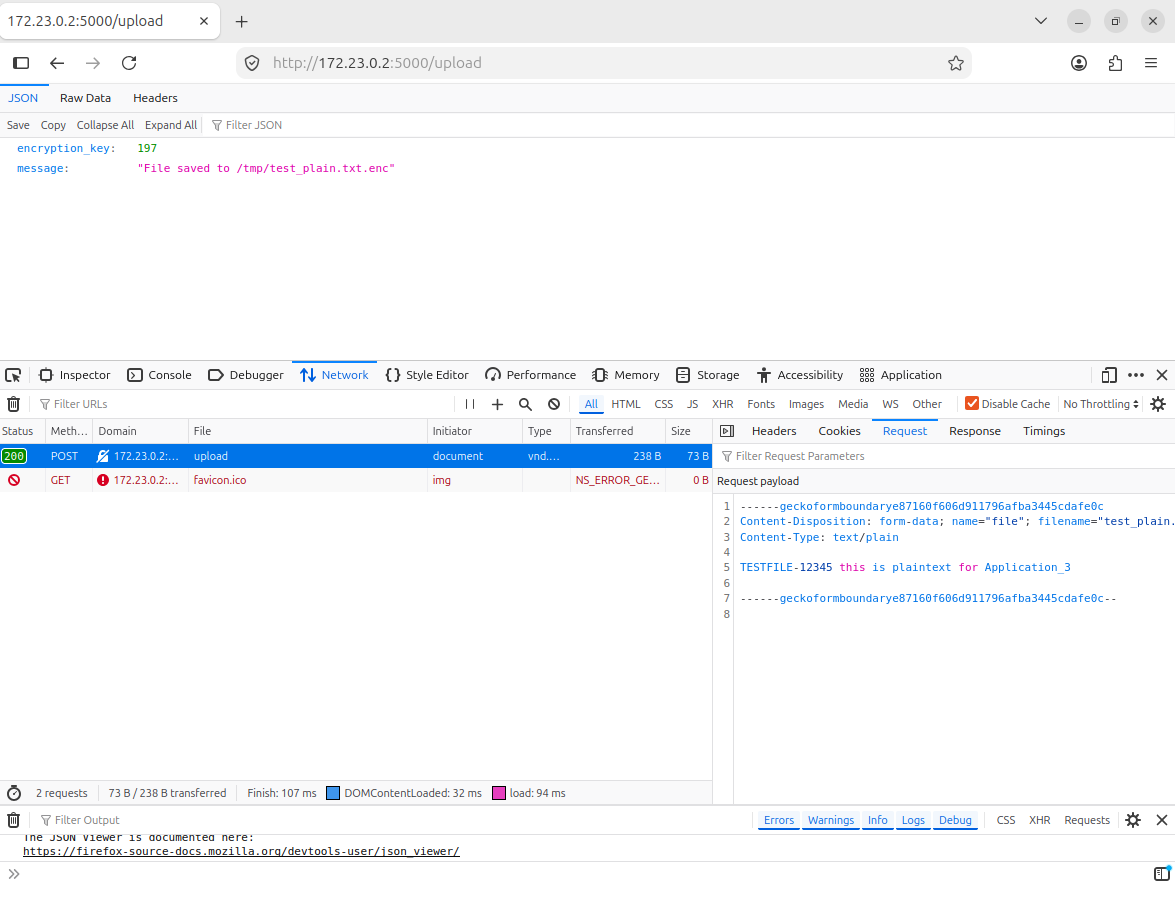 172.23.0.2:5000/upload
http://172.23.0.2:5000/upload
JSON Raw Data Headers
Save Copy Collapse All Expand All Filter JSON
encryption_key: 197
message: "File saved to /tmp/test_plain.txt.enc"
Inspector Console Debugger Network Style Editor Performance Memory Storage Accessibility Application
Filter URLs All HTML CSS JS XHR Fonts Images Media WS Other Disable Cache No Throttling
Status Meth... Domain File Initiator Type Transferred Size
Headers Cookies Request Response Timings
200 POST 172.23.0.2:... upload document vnd.... 238 B 73 B
GET 172.23.0.2:... favicon.ico img NS_ERROR_GE... 0 B
Filter Request Parameters
Request payload
1 ------geckoformboundarye87160f606d911796afba3445cdafe0c
2 Content-Disposition: form-data; name="file"; filename="test_plain.
3 Content-Type: text/plain
4
5 TESTFILE-12345 this is plaintext for Application_3
6
7 ------geckoformboundarye87160f606d911796afba3445cdafe0c--
8
2 requests 73 B / 238 B transferred Finish: 107 ms DOMContentLoaded: 32 ms load: 94 ms
Filter Output Errors Warnings Info Logs Debug CSS XHR Requests
The JSON Viewer is documented here:
https://firefox-source-docs.mozilla.org/devtools-user/json_viewer/